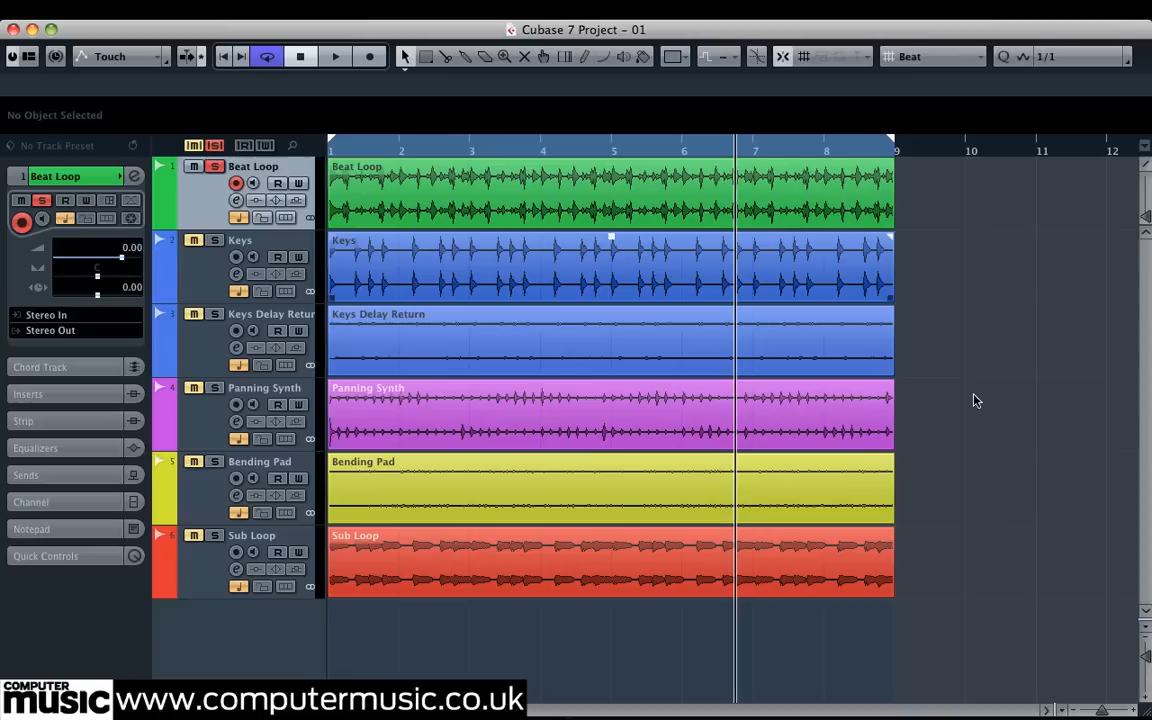 Cubase 7 Project - 01
Touch
Beat
Q
1/1
No Object Selected
No Track Preset
[M] [S] [R] [W]
1 2 3 4 5 6 7 8 9 10 11 12
1 Beat Loop
M S R W
0.00
C
0.00
Stereo In
Stereo Out
Chord Track
Inserts
Strip
Equalizers
Sends
Channel
Notepad
Quick Controls
1 M S Beat Loop
R W
e
2 M S Keys
R W
e
3 M S Keys Delay Retur
R W
e
4 M S Panning Synth
R W
e
5 M S Bending Pad
R W
e
6 M S Sub Loop
R W
e
Beat Loop
Keys
Keys Delay Return
Panning Synth
Bending Pad
Sub Loop
COMPUTER
MUSIC www.computermusic.co.uk